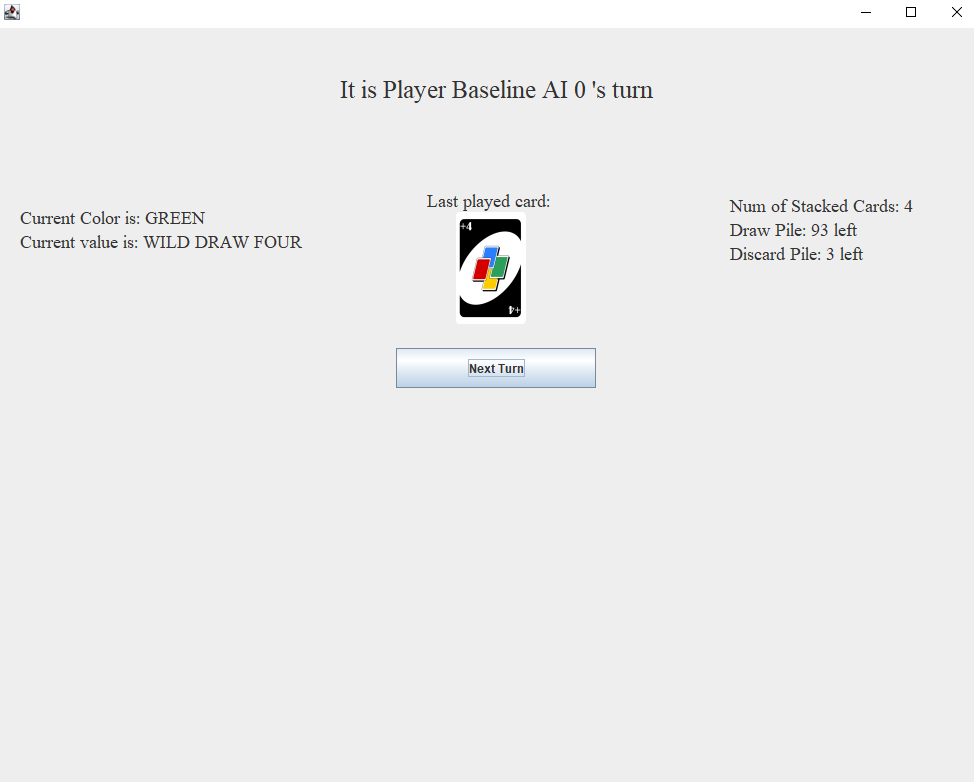 It is Player Baseline AI 0 's turn
Current Color is: GREEN
Current value is: WILD DRAW FOUR
Last played card:
+4
+4
Next Turn
Num of Stacked Cards: 4
Draw Pile: 93 left
Discard Pile: 3 left